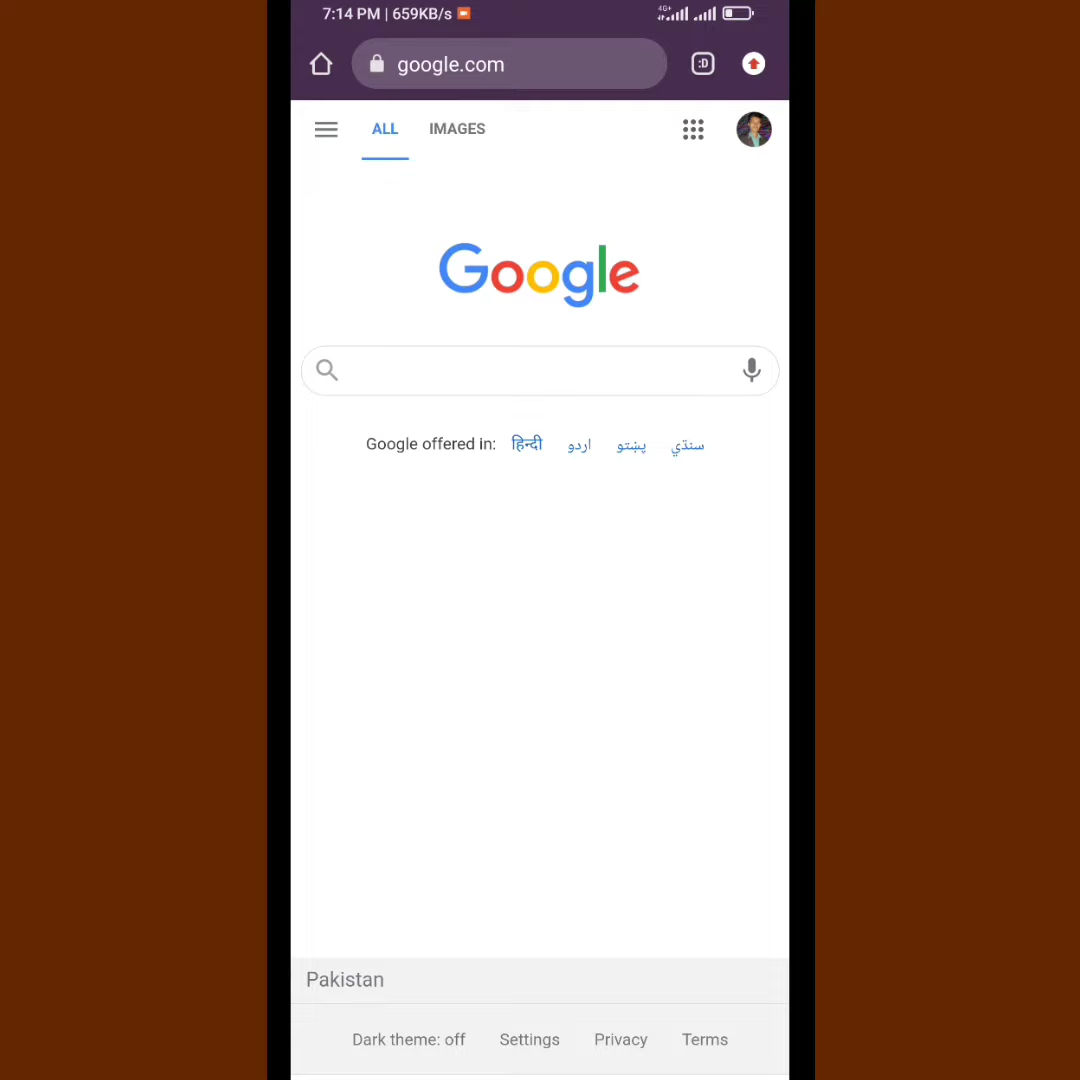 7:14 PM | 659KB/s 4G+
google.com :D
ALL IMAGES
Google
Google offered in: हिन्दी اردو پښتو سنڌي
Pakistan
Dark theme: off Settings Privacy Terms